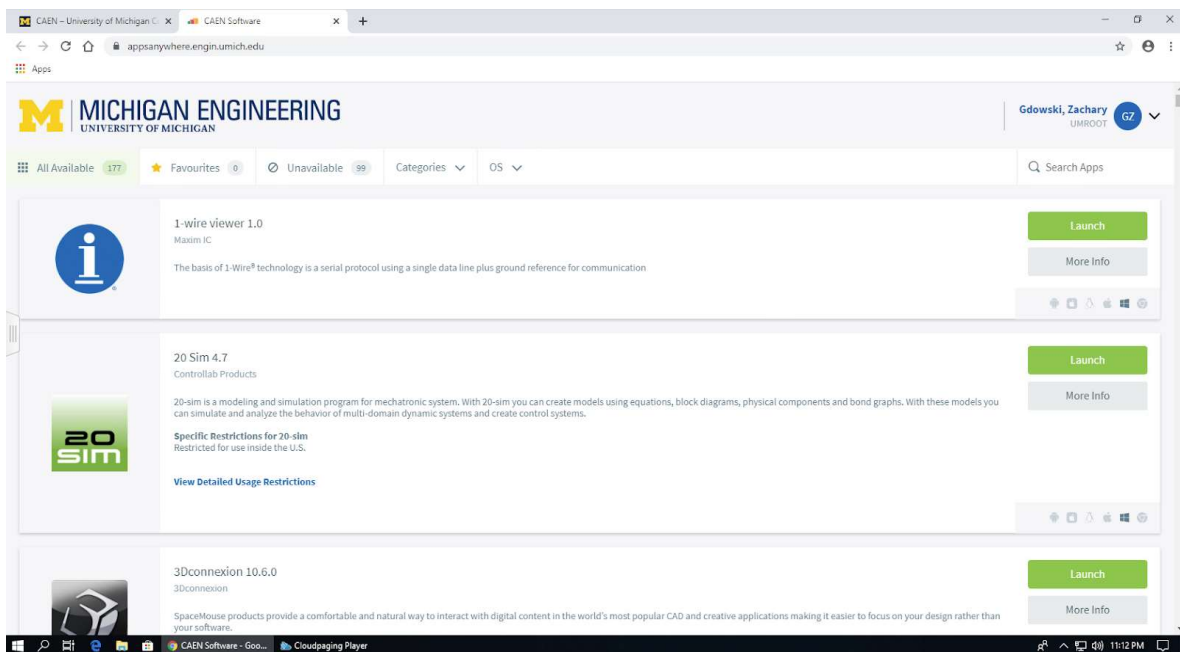 CAEN – University of Michigan C
CAEN Software
appsanywhere.engin.umich.edu
Apps
M MICHIGAN ENGINEERING
UNIVERSITY OF MICHIGAN
Gdowski, Zachary
UMROOT
GZ
All Available 177
Favourites 0
Unavailable 99
Categories
OS
Search Apps
1-wire viewer 1.0
Maxim IC
The basis of 1-Wire® technology is a serial protocol using a single data line plus ground reference for communication
Launch
More Info
20 Sim 4.7
Controllab Products
20-sim is a modeling and simulation program for mechatronic system. With 20-sim you can create models using equations, block diagrams, physical components and bond graphs. With these models you
can simulate and analyze the behavior of multi-domain dynamic systems and create control systems.
Specific Restrictions for 20-sim
Restricted for use inside the U.S.
View Detailed Usage Restrictions
20
sim
Launch
More Info
3Dconnexion 10.6.0
3Dconnexion
SpaceMouse products provide a comfortable and natural way to interact with digital content in the world's most popular CAD and creative applications making it easier to focus on your design rather than
your software.
Launch
More Info
CAEN Software - Goo...
Cloudpaging Player
11:12 PM